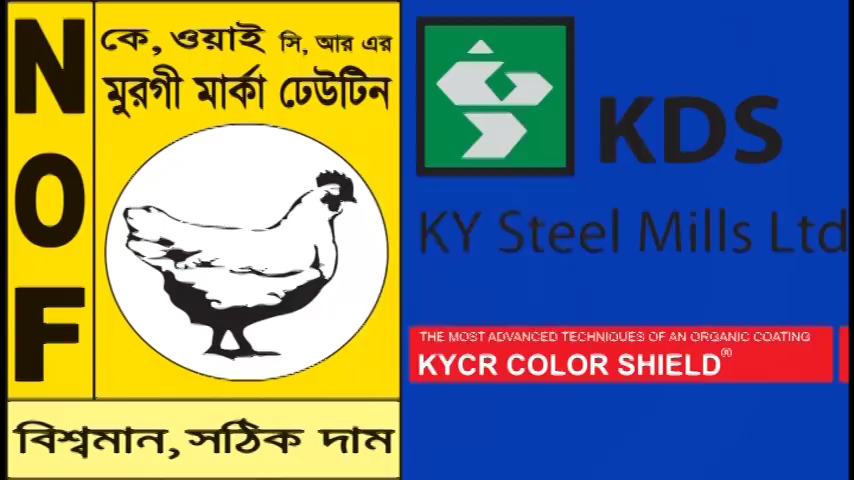 NOF
কে, ওয়াই সি, আর এর
মুরগী মার্কা ঢেউটিন
বিশ্বমান, সঠিক দাম
KDS
KY Steel Mills Ltd
THE MOST ADVANCED TECHNIQUES OF AN ORGANIC COATING
KYCR COLOR SHIELD®